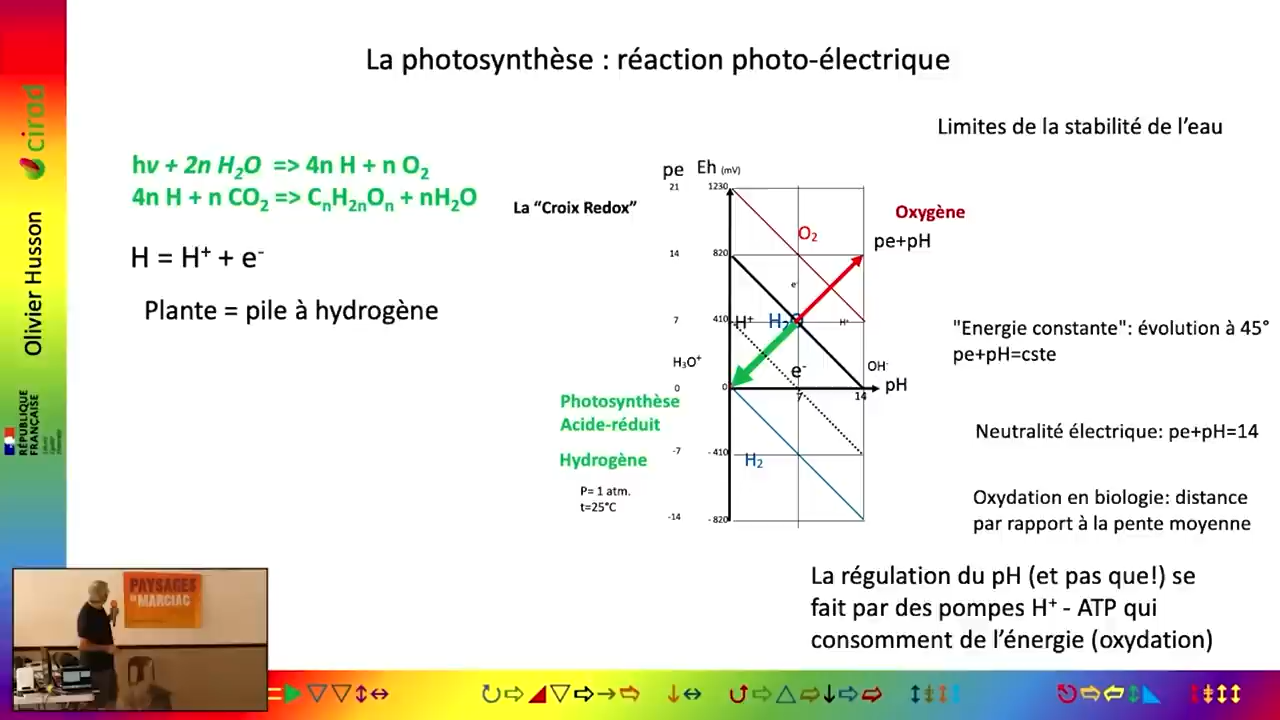 La photosynthèse : réaction photo-électrique
cirad
Olivier Husson
RÉPUBLIQUE
FRANÇAISE
Limites de la stabilité de l'eau
hν + 2n H₂O => 4n H + n O₂
4n H + n CO₂ => CₙH₂ₙOₙ + nH₂O
H = H⁺ + e⁻
Plante = pile à hydrogène
La “Croix Redox”
pe Eh (mV)
21 1230
Oxygène
O₂
pe+pH
14 820
e⁻
7 410 H⁺ H₂O H⁺
"Energie constante": évolution à 45°
pe+pH=cste
H₃O⁺ e⁻ OH⁻
0 0 7 14 pH
Photosynthèse
Acide-réduit
Hydrogène
Neutralité électrique: pe+pH=14
-7 -410 H₂
P= 1 atm.
t=25°C
-14 -820
Oxydation en biologie: distance
par rapport à la pente moyenne
La régulation du pH (et pas que!) se
fait par des pompes H⁺ - ATP qui
consomment de l'énergie (oxydation)
PAYSAGES
MARCIAC